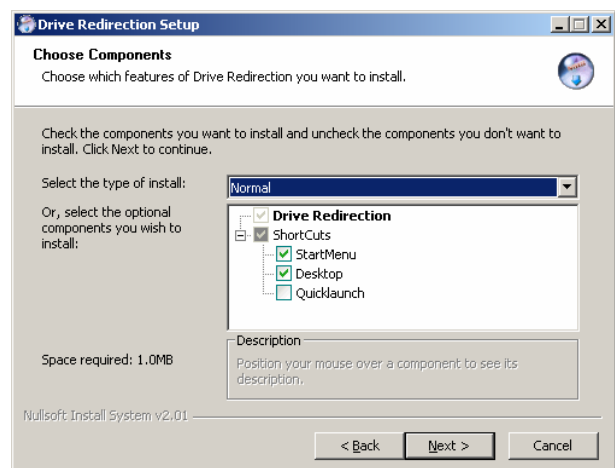 Drive Redirection Setup
Choose Components
Choose which features of Drive Redirection you want to install.
Check the components you want to install and uncheck the components you don't want to
install. Click Next to continue.
Select the type of install:
Normal
Or, select the optional
components you wish to
install:
Drive Redirection
ShortCuts
StartMenu
Desktop
Quicklaunch
Space required: 1.0MB
Description
Position your mouse over a component to see its
description.
Nullsoft Install System v2.01
< Back
Next >
Cancel